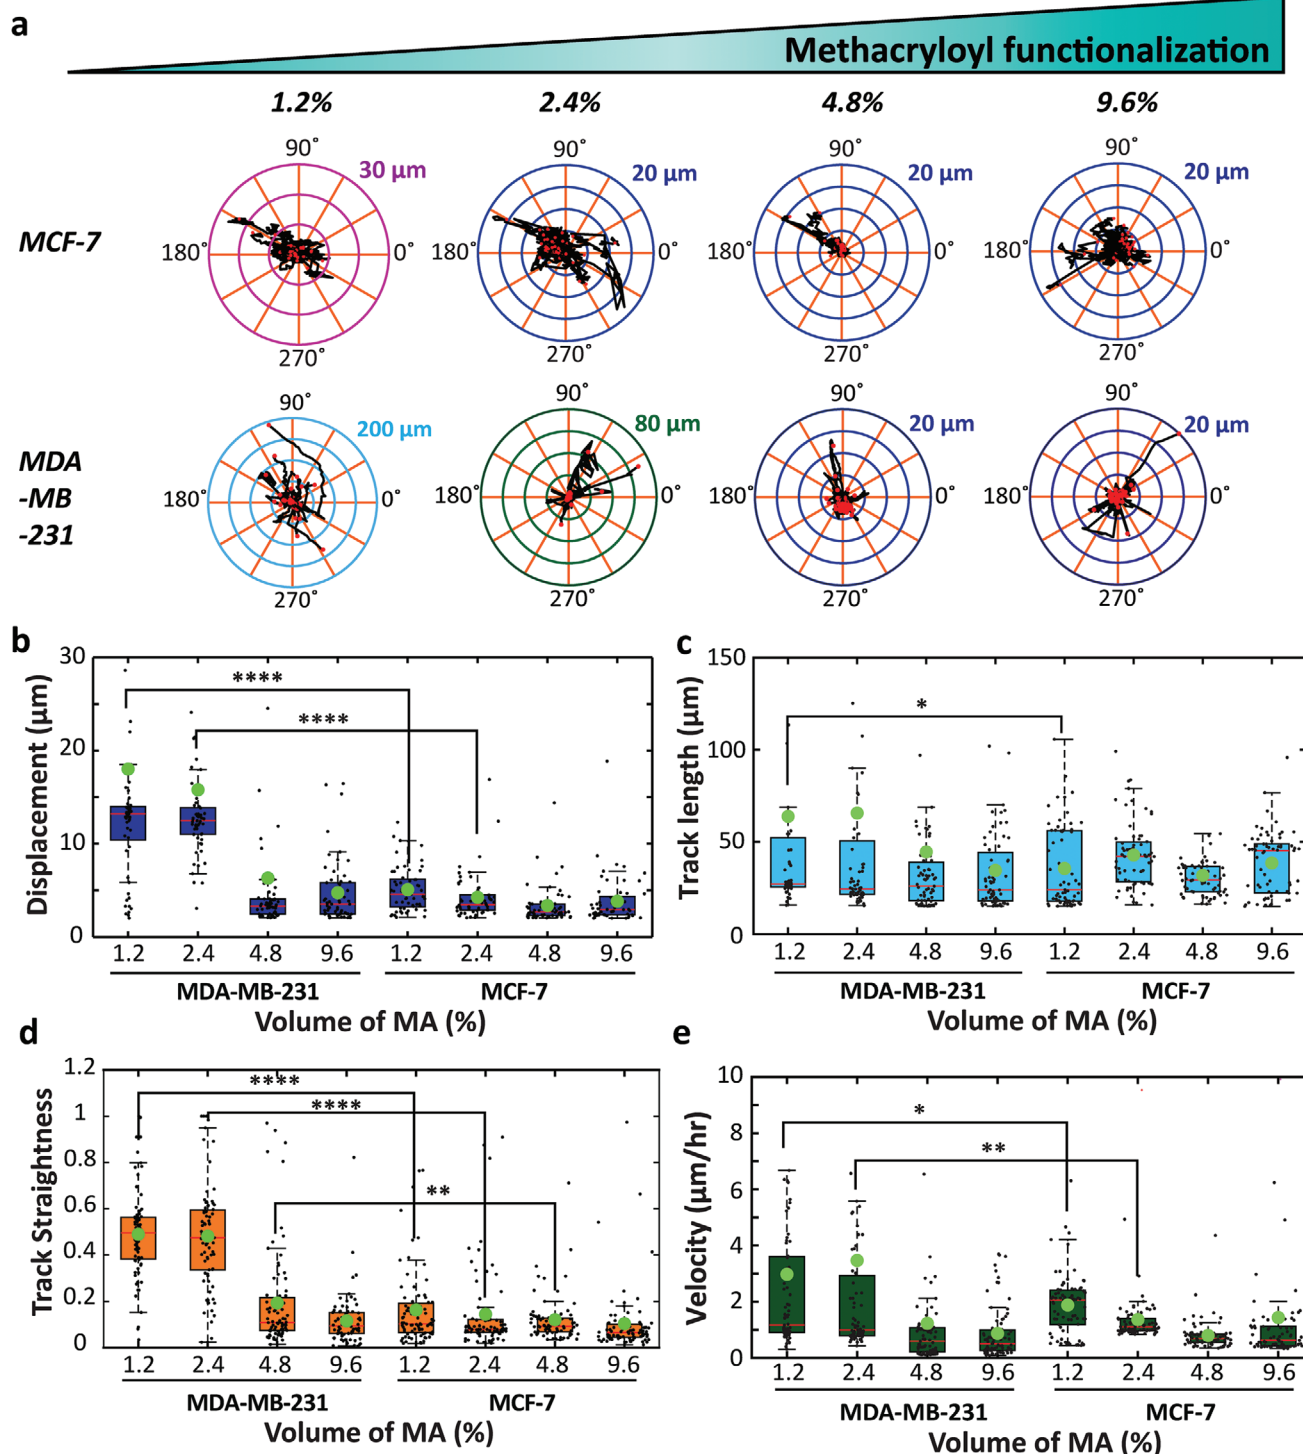 a
Methacryloyl functionalization
1.2% 2.4% 4.8% 9.6%
90° 90° 90° 90°
30 µm 20 µm 20 µm 20 µm
MCF-7
180° 0° 180° 0° 180° 0° 180° 0°
270° 270° 270° 270°
90° 90° 90° 90°
200 µm 80 µm 20 µm 20 µm
MDA
-MB
-231
180° 0° 180° 0° 180° 0° 180° 0°
270° 270° 270° 270°
b
Displacement (µm)
30
20
10
0
****
****
1.2 2.4 4.8 9.6 1.2 2.4 4.8 9.6
MDA-MB-231 MCF-7
Volume of MA (%)
c
Track length (µm)
150
100
50
0
*
1.2 2.4 4.8 9.6 1.2 2.4 4.8 9.6
MDA-MB-231 MCF-7
Volume of MA (%)
d
Track Straightness
1.2
1
0.8
0.6
0.4
0.2
0
****
****
**
1.2 2.4 4.8 9.6 1.2 2.4 4.8 9.6
MDA-MB-231 MCF-7
Volume of MA (%)
e
Velocity (µm/hr)
10
8
6
4
2
0
*
**
1.2 2.4 4.8 9.6 1.2 2.4 4.8 9.6
MDA-MB-231 MCF-7
Volume of MA (%)